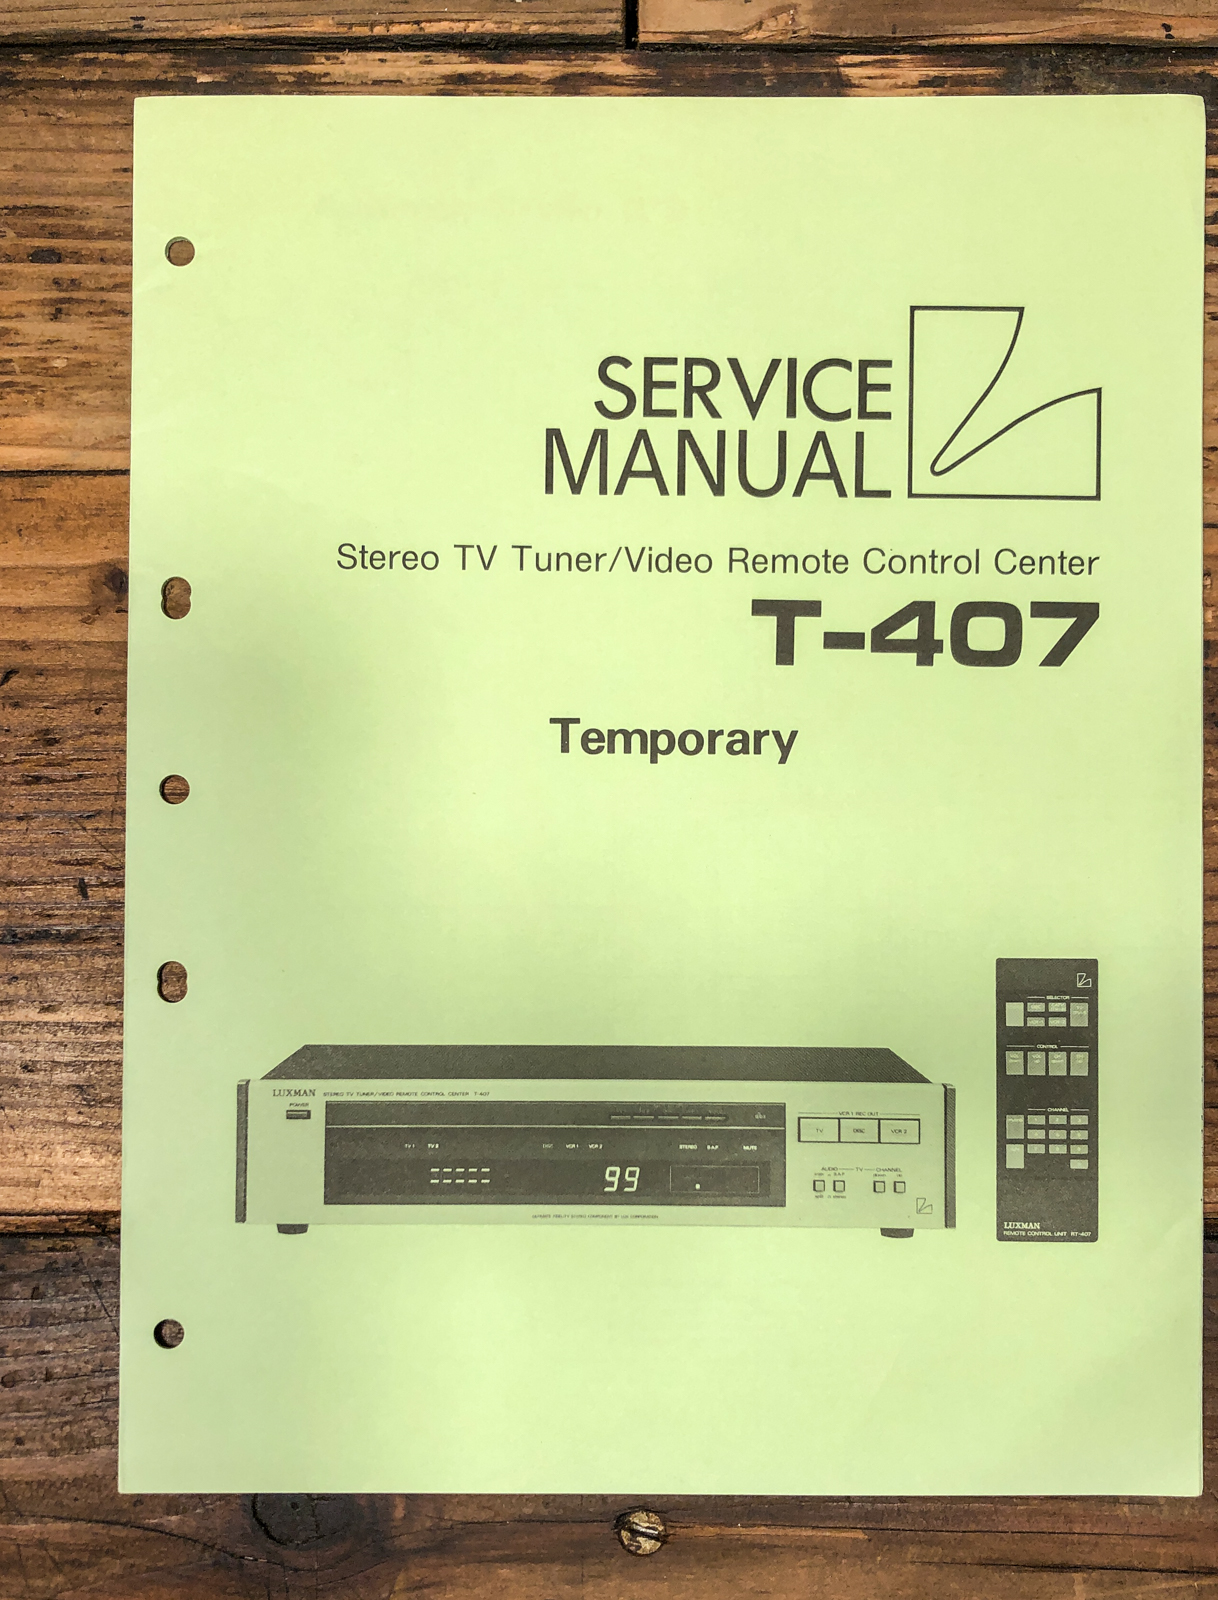 SERVICE
MANUAL
Stereo TV Tuner/Video Remote Control Center
T-407
Temporary
LUXMAN STEREO TV TUNER/VIDEO REMOTE CONTROL CENTER T-407
POWER
VCR 1 REC OUT
TV DISC VCR 2
TV 1 TV 2 DISC VCR 1 VCR 2 STEREO S.A.P. MUTE
99
AUDIO TV CHANNEL
SELECTOR
CONTROL
CHANNEL
LUXMAN
REMOTE CONTROL UNIT RT-407